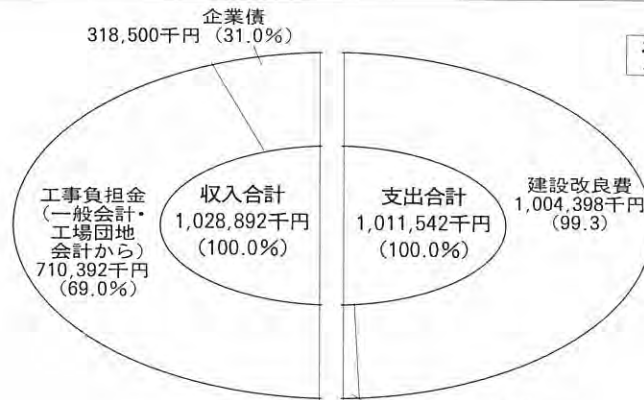 企業債
318,500千円 (31.0%)
工事負担金
(一般会計・
工場団地
会計から)
710,392千円
(69.0%)
収入合計
1,028,892千円
(100.0%)
支出合計
1,011,542千円
(100.0%)
建設改良費
1,004,398千円
(99.3)